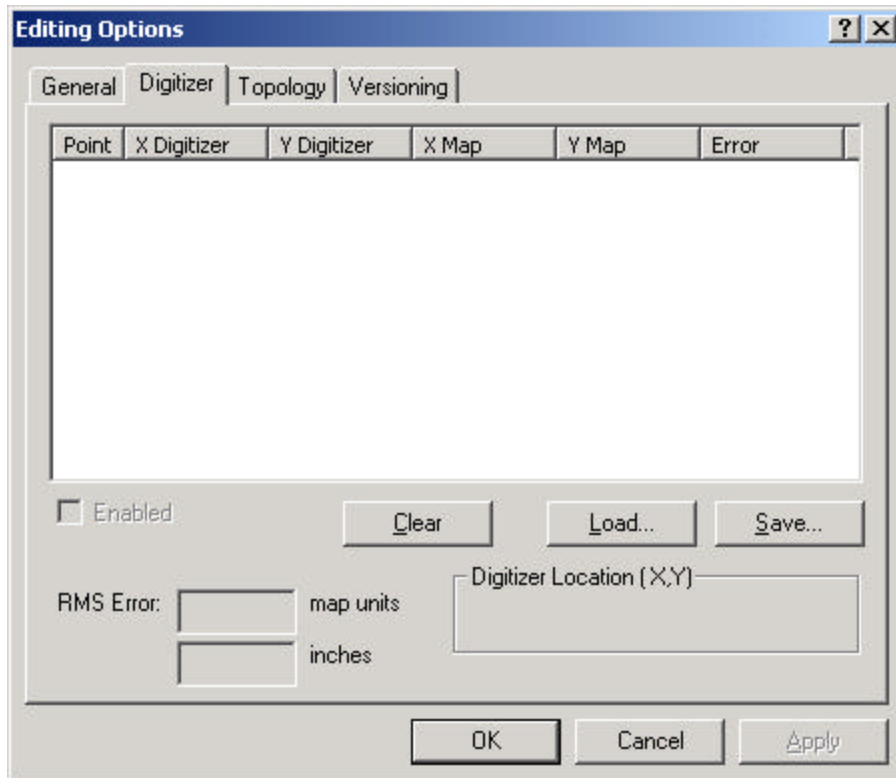 Editing Options
General Digitizer Topology Versioning
Point X Digitizer Y Digitizer X Map Y Map Error
Enabled
Clear Load... Save...
Digitizer Location (X,Y)
RMS Error: map units
inches
OK Cancel Apply